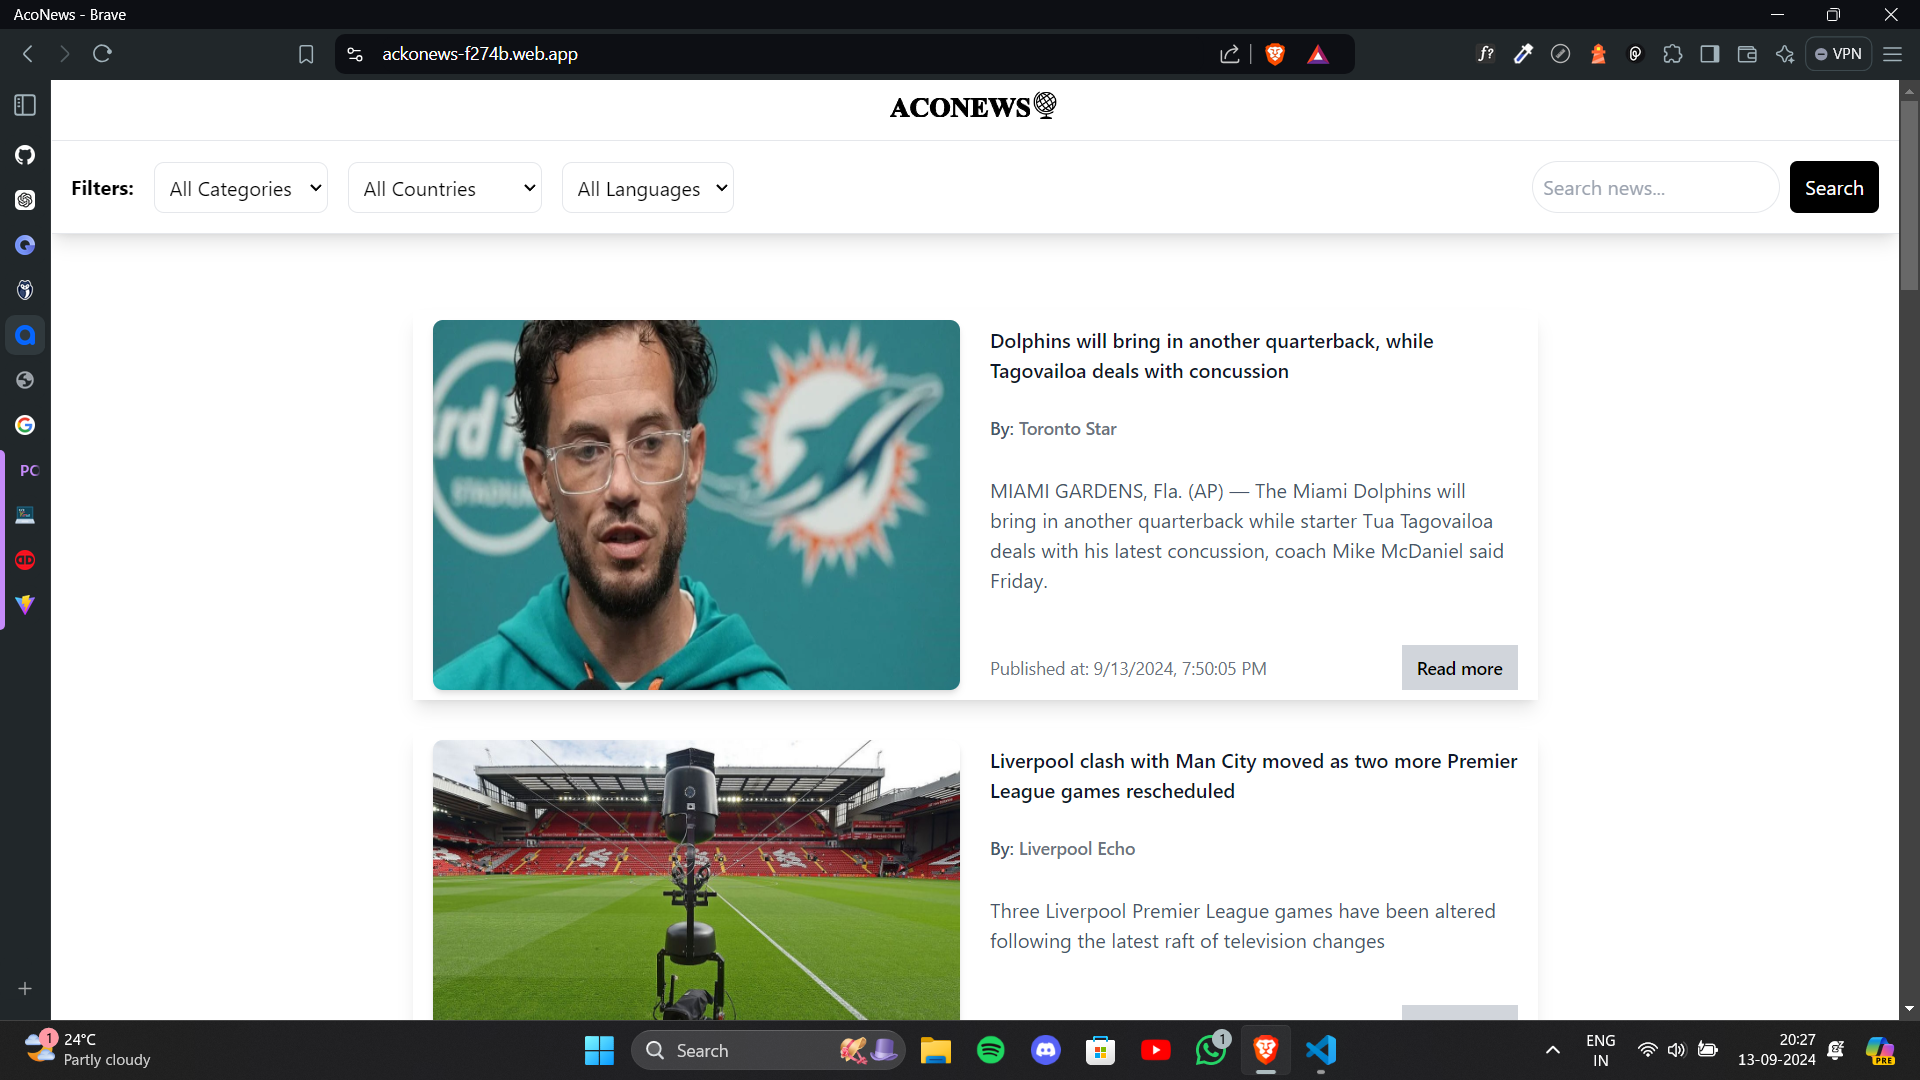 AcoNews - Brave
ackonews-f274b.web.app
VPN
ACONEWS
Filters:
All Categories
All Countries
All Languages
Search news...
Search
Dolphins will bring in another quarterback, while
Tagovailoa deals with concussion
By: Toronto Star
MIAMI GARDENS, Fla. (AP) — The Miami Dolphins will
bring in another quarterback while starter Tua Tagovailoa
deals with his latest concussion, coach Mike McDaniel said
Friday.
Published at: 9/13/2024, 7:50:05 PM
Read more
Liverpool clash with Man City moved as two more Premier
League games rescheduled
By: Liverpool Echo
Three Liverpool Premier League games have been altered
following the latest raft of television changes
PC
1
24°C
Partly cloudy
Search
1
ENG
IN
20:27
13-09-2024
PRE